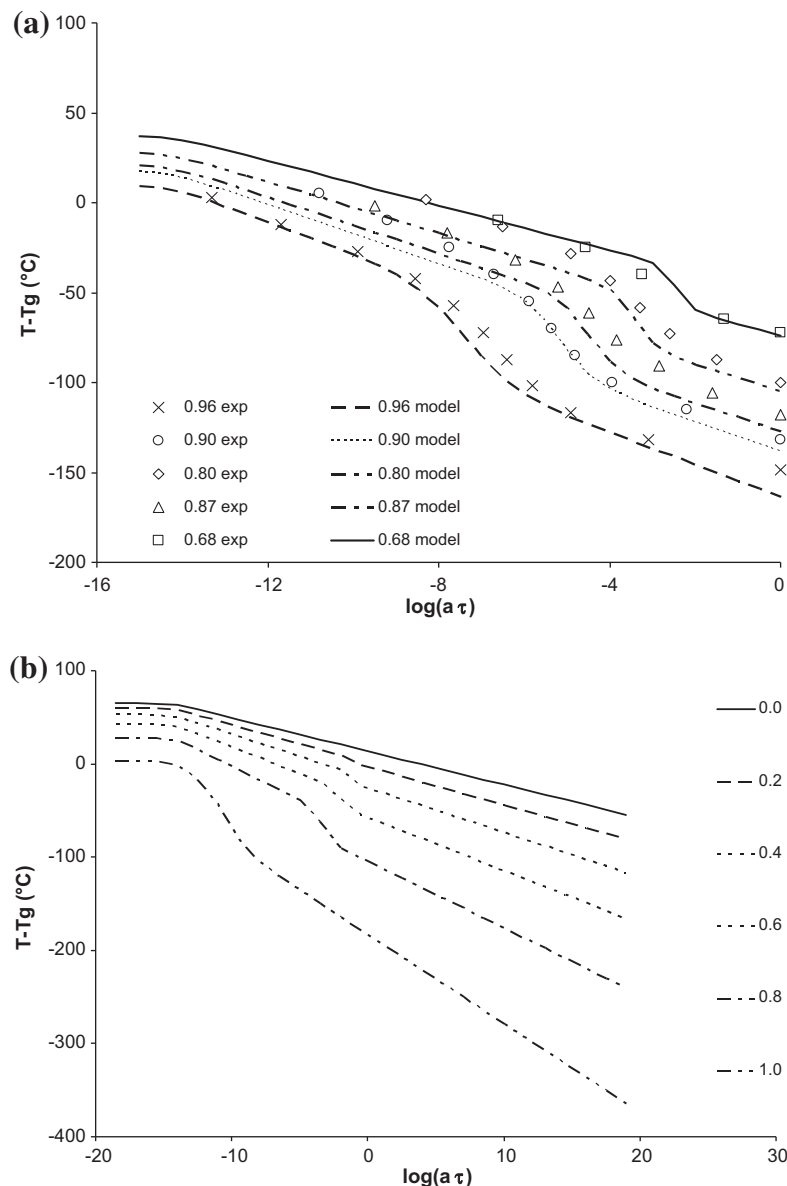 (a)
100
50
0
-50
-100
-150
-200
T-Tg (°C)
0.96 exp
0.90 exp
0.80 exp
0.87 exp
0.68 exp
0.96 model
0.90 model
0.80 model
0.87 model
0.68 model
-16 -12 -8 -4 0
log(a τ)
(b)
100
0
-100
-200
-300
-400
T-Tg (°C)
0.0
0.2
0.4
0.6
0.8
1.0
-20 -10 0 10 20 30
log(a τ)